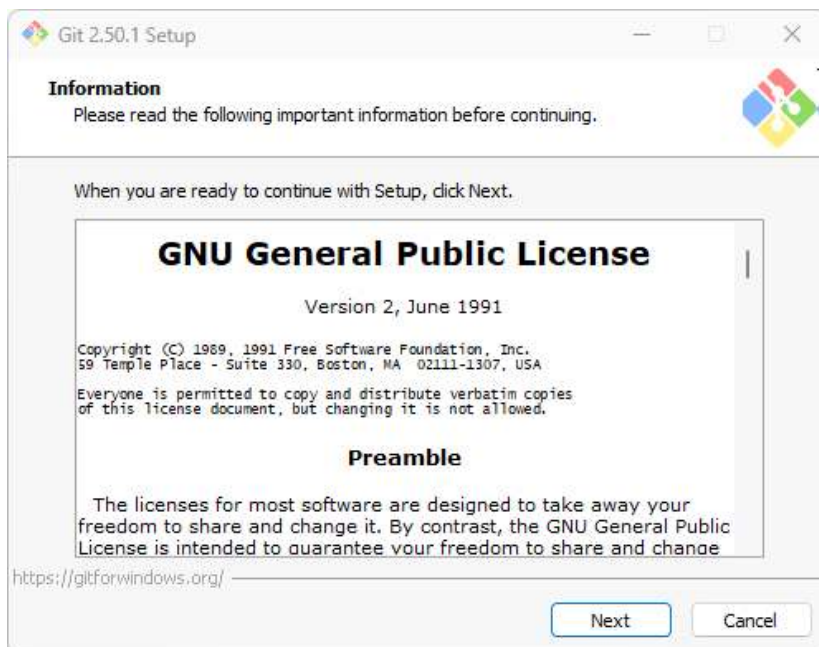 Git 2.50.1 Setup
Information
Please read the following important information before continuing.
When you are ready to continue with Setup, click Next.
GNU General Public License
Version 2, June 1991
Copyright (C) 1989, 1991 Free Software Foundation, Inc.
59 Temple Place - Suite 330, Boston, MA  02111-1307, USA
Everyone is permitted to copy and distribute verbatim copies
of this license document, but changing it is not allowed.
Preamble
The licenses for most software are designed to take away your
freedom to share and change it. By contrast, the GNU General Public
License is intended to guarantee your freedom to share and change
https://gitforwindows.org/
Next
Cancel